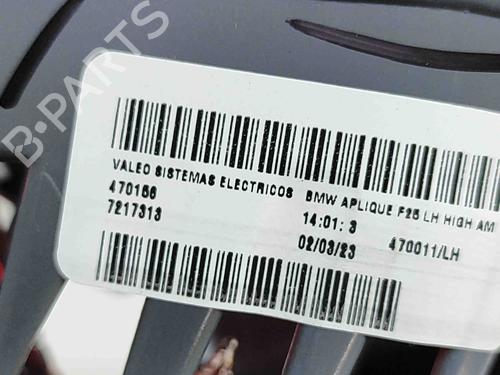 B-PARTS
VALEO SISTEMAS ELECTRICOS BMW APLIQUE F25 LH HIGH AM
470156 14:01: 3
7217313 02/03/23 470011/LH